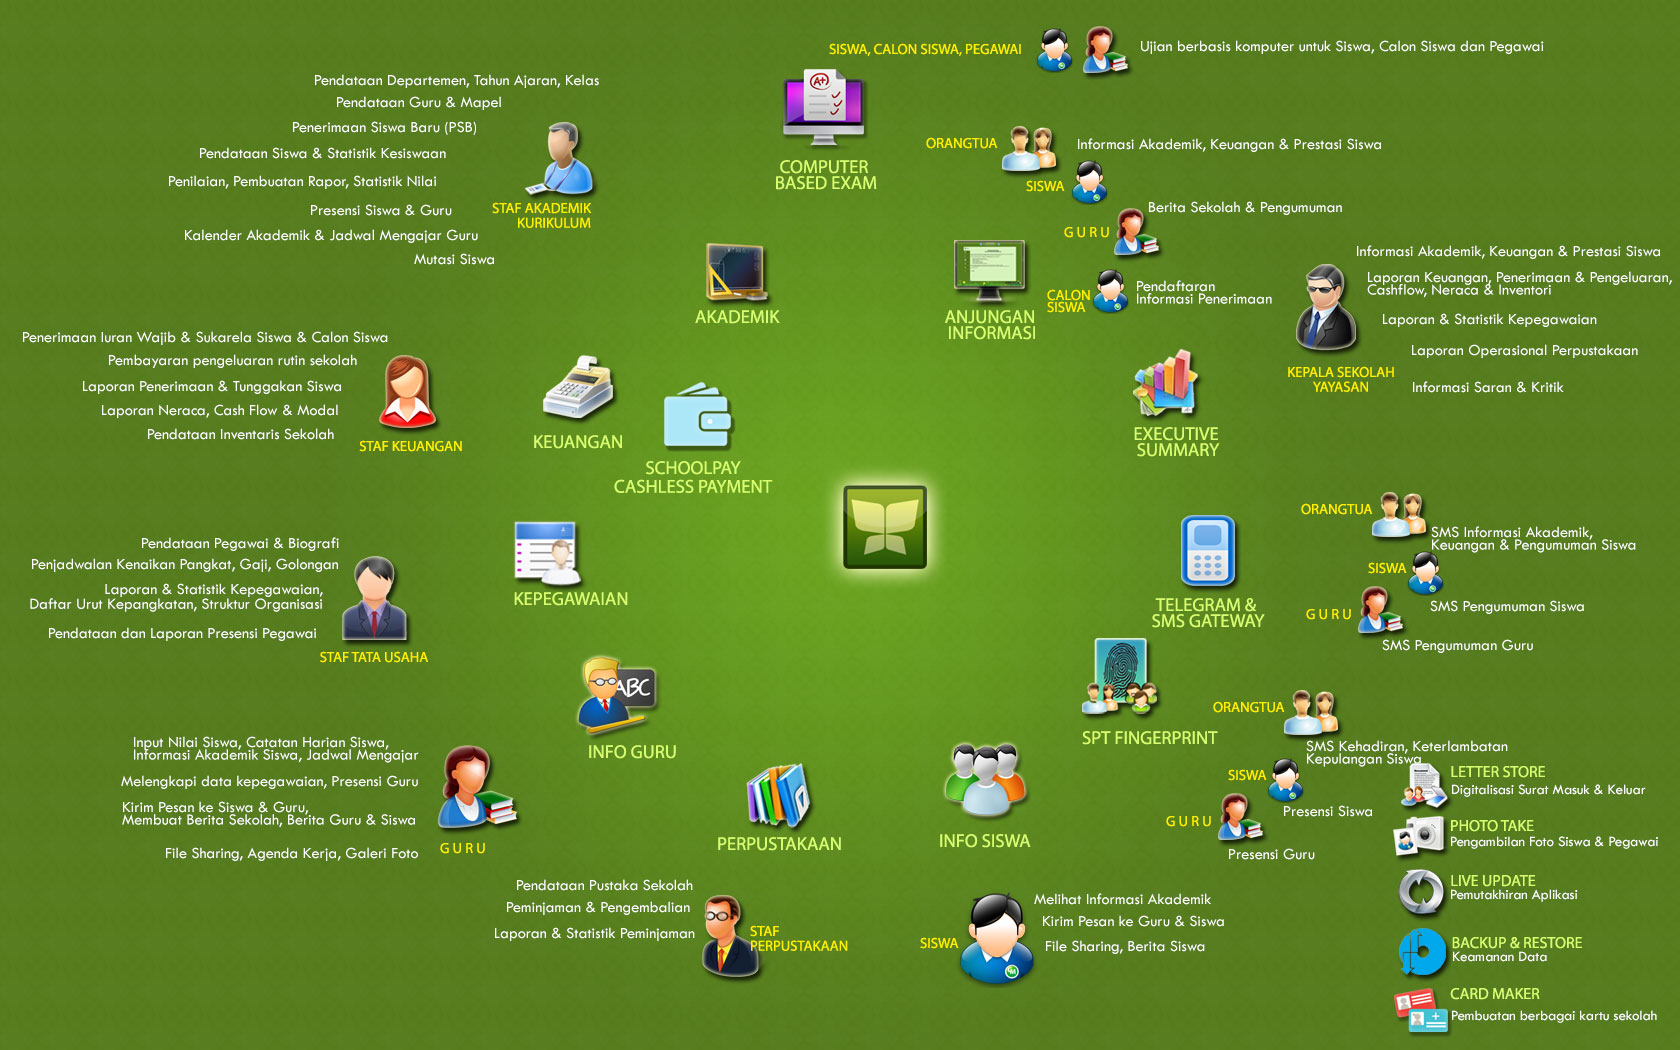 SISWA, CALON SISWA, PEGAWAI
Ujian berbasis komputer untuk Siswa, Calon Siswa dan Pegawai
COMPUTER
BASED EXAM
A+
Pendataan Departemen, Tahun Ajaran, Kelas
Pendataan Guru & Mapel
Penerimaan Siswa Baru (PSB)
Pendataan Siswa & Statistik Kesiswaan
Penilaian, Pembuatan Rapor, Statistik Nilai
Presensi Siswa & Guru
Kalender Akademik & Jadwal Mengajar Guru
Mutasi Siswa
STAF AKADEMIK
KURIKULUM
AKADEMIK
ORANGTUA
Informasi Akademik, Keuangan & Prestasi Siswa
SISWA
Berita Sekolah & Pengumuman
GURU
CALON
SISWA
Pendaftaran
Informasi Penerimaan
ANJUNGAN
INFORMASI
Informasi Akademik, Keuangan & Prestasi Siswa
Laporan Keuangan, Penerimaan & Pengeluaran,
Cashflow, Neraca & Inventori
Laporan & Statistik Kepegawaian
Laporan Operasional Perpustakaan
Informasi Saran & Kritik
KEPALA SEKOLAH
YAYASAN
EXECUTIVE
SUMMARY
Penerimaan Iuran Wajib & Sukarela Siswa & Calon Siswa
Pembayaran pengeluaran rutin sekolah
Laporan Penerimaan & Tunggakan Siswa
Laporan Neraca, Cash Flow & Modal
Pendataan Inventaris Sekolah
STAF KEUANGAN
KEUANGAN
SCHOOLPAY
CASHLESS PAYMENT
Pendataan Pegawai & Biografi
Penjadwalan Kenaikan Pangkat, Gaji, Golongan
Laporan & Statistik Kepegawaian,
Daftar Urut Kepangkatan, Struktur Organisasi
Pendataan dan Laporan Presensi Pegawai
STAF TATA USAHA
KEPEGAWAIAN
ORANGTUA
SMS Informasi Akademik,
Keuangan & Pengumuman Siswa
SISWA
SMS Pengumuman Siswa
GURU
SMS Pengumuman Guru
TELEGRAM &
SMS GATEWAY
SPT FINGERPRINT
ORANGTUA
SMS Kehadiran, Keterlambatan
Kepulangan Siswa
SISWA
Presensi Siswa
GURU
Presensi Guru
ABC
INFO GURU
Input Nilai Siswa, Catatan Harian Siswa,
Informasi Akademik Siswa, Jadwal Mengajar
Melengkapi data kepegawaian, Presensi Guru
Kirim Pesan ke Siswa & Guru,
Membuat Berita Sekolah, Berita Guru & Siswa
File Sharing, Agenda Kerja, Galeri Foto
GURU
PERPUSTAKAAN
Pendataan Pustaka Sekolah
Peminjaman & Pengembalian
Laporan & Statistik Peminjaman
STAF
PERPUSTAKAAN
INFO SISWA
SISWA
Melihat Informasi Akademik
Kirim Pesan ke Guru & Siswa
File Sharing, Berita Siswa
LETTER STORE
Digitalisasi Surat Masuk & Keluar
PHOTO TAKE
Pengambilan Foto Siswa & Pegawai
LIVE UPDATE
Pemutakhiran Aplikasi
BACKUP & RESTORE
Keamanan Data
CARD MAKER
Pembuatan berbagai kartu sekolah